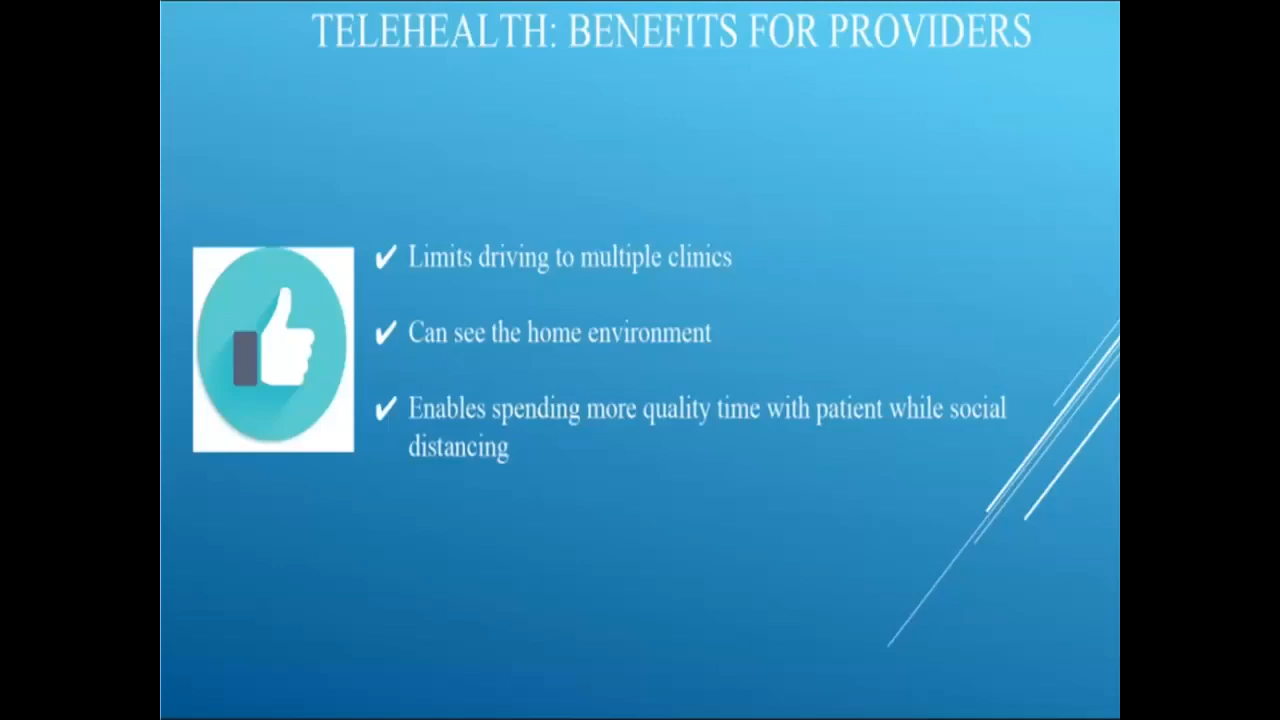 TELEHEALTH: BENEFITS FOR PROVIDERS
✔ Limits driving to multiple clinics
✔ Can see the home environment
✔ Enables spending more quality time with patient while social
distancing